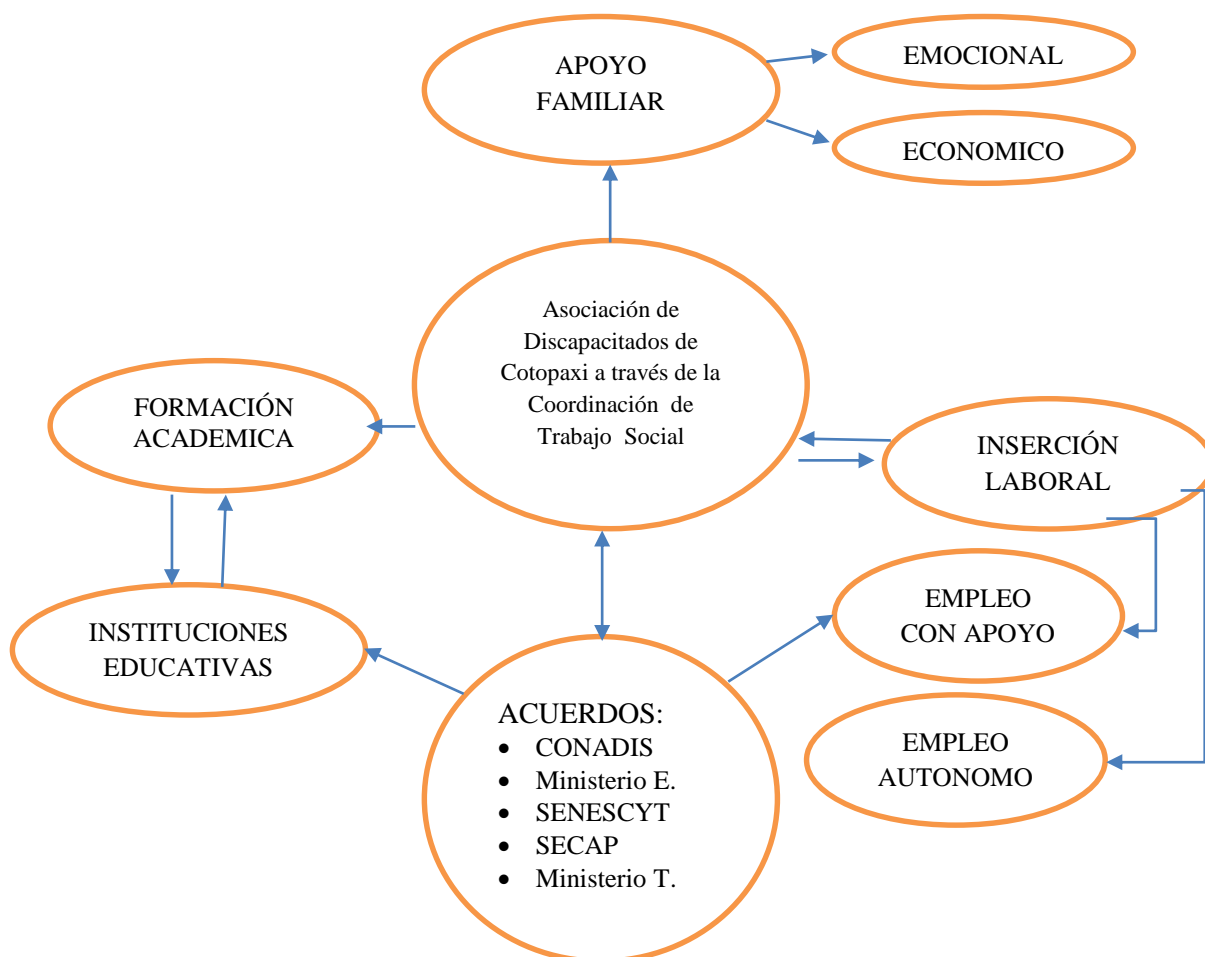 APOYO
FAMILIAR
EMOCIONAL
ECONOMICO
Asociación de
Discapacitados de
Cotopaxi a través de la
Coordinación de
Trabajo Social
FORMACIÓN
ACADEMICA
INSERCIÓN
LABORAL
INSTITUCIONES
EDUCATIVAS
EMPLEO
CON APOYO
EMPLEO
AUTONOMO
ACUERDOS:
• CONADIS
• Ministerio E.
• SENESCYT
• SECAP
• Ministerio T.